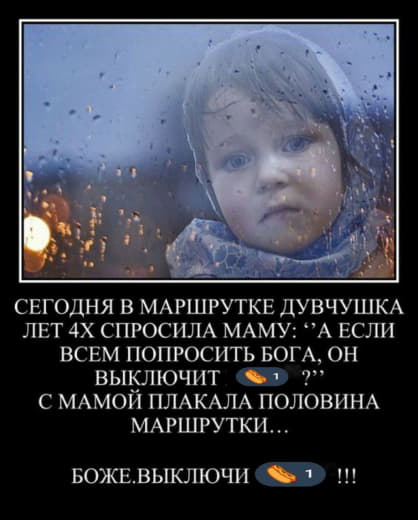 СЕГОДНЯ В МАРШРУТКЕ ДУВЧУШКА
ЛЕТ 4Х СПРОСИЛА МАМУ: ‘’А ЕСЛИ
ВСЕМ ПОПРОСИТЬ БОГА, ОН
ВЫКЛЮЧИТ 🌭 1 ?’’
С МАМОЙ ПЛАКАЛА ПОЛОВИНА
МАРШРУТКИ...
БОЖЕ.ВЫКЛЮЧИ 🌭 1 !!!